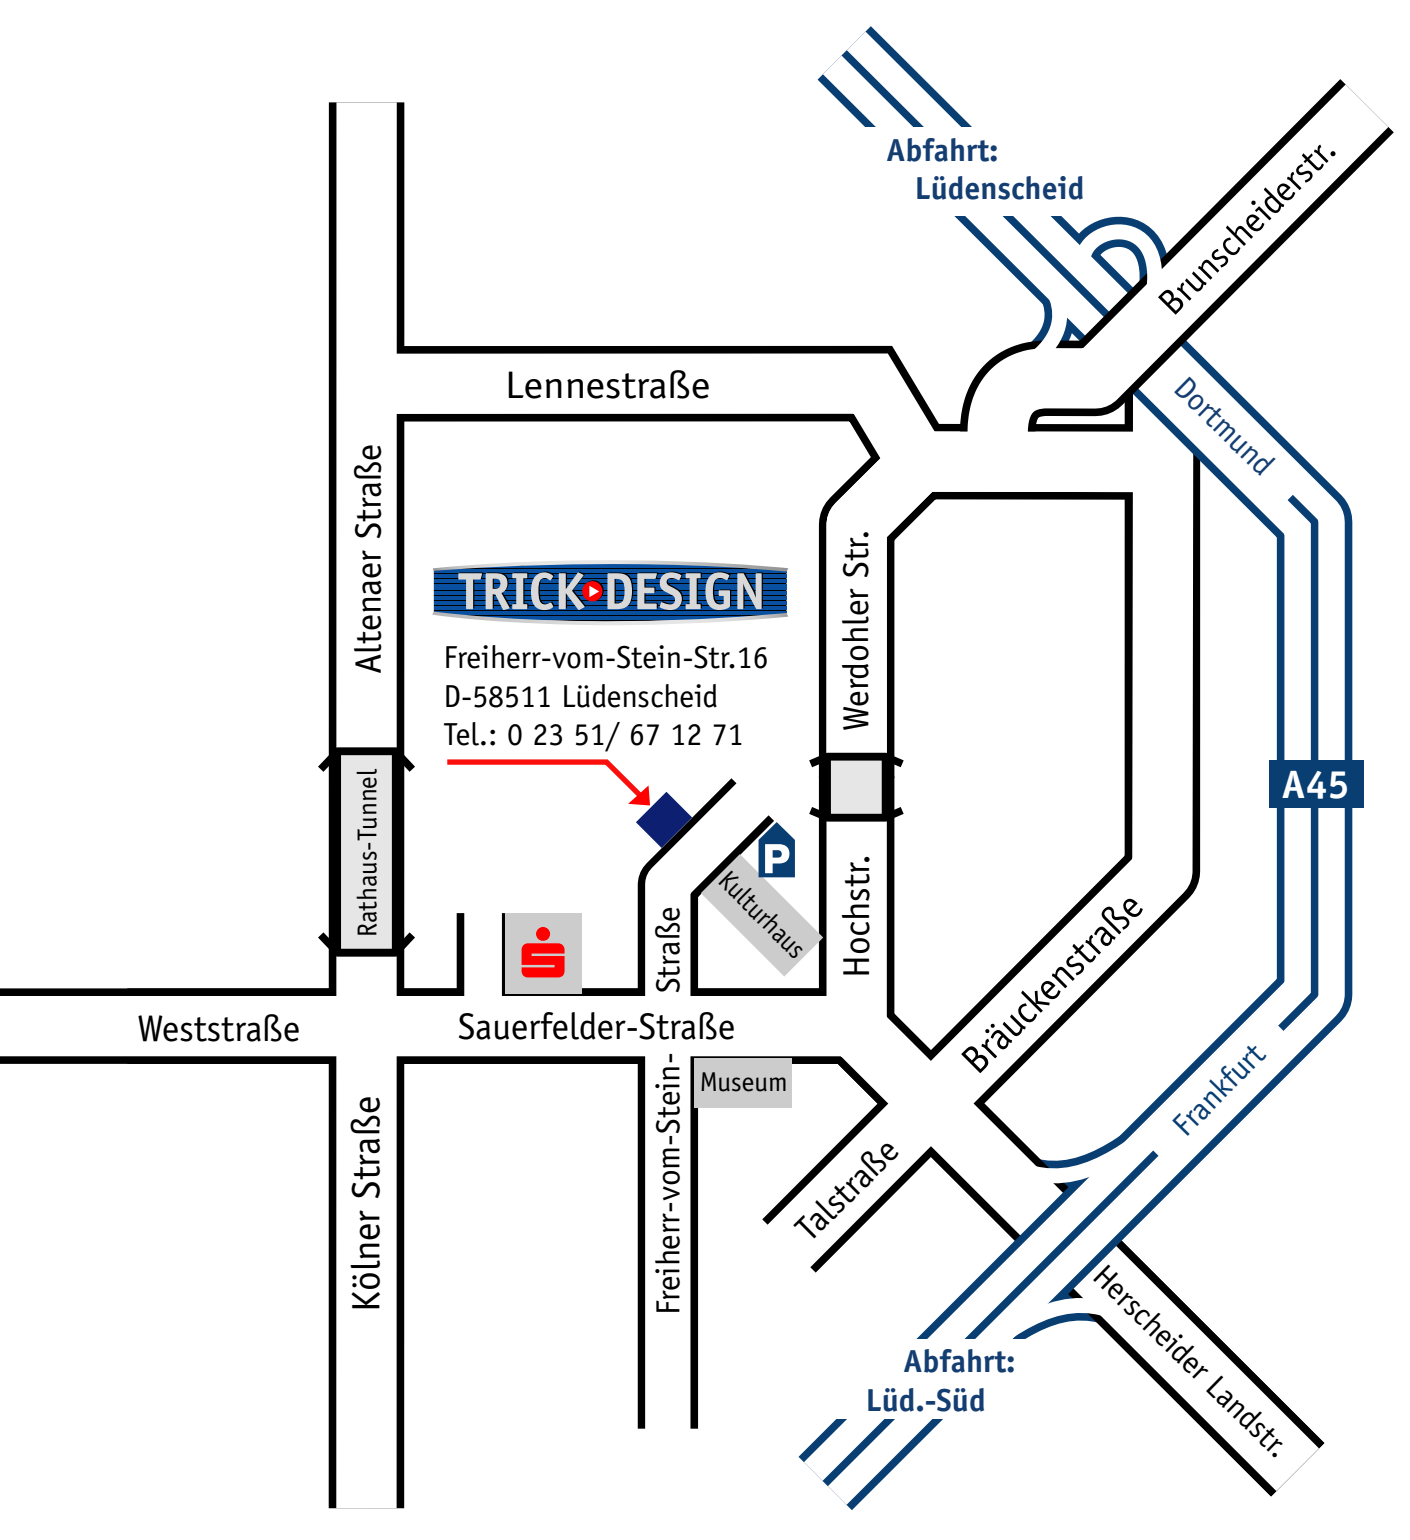 Abfahrt:
Lüdenscheid
Brunscheiderstr.
Lennestraße
Dortmund
Altenaer Straße
Werdohler Str.
TRICK DESIGN
Freiherr-vom-Stein-Str.16
D-58511 Lüdenscheid
Tel.: 0 23 51/ 67 12 71
A45
Rathaus-Tunnel
P
Kulturhaus
Hochstr.
Bräuckenstraße
Weststraße
Sauerfelder-Straße
Freiherr-vom-Stein-
Straße
Museum
Frankfurt
Kölner Straße
Talstraße
Herscheider Landstr.
Abfahrt:
Lüd.-Süd